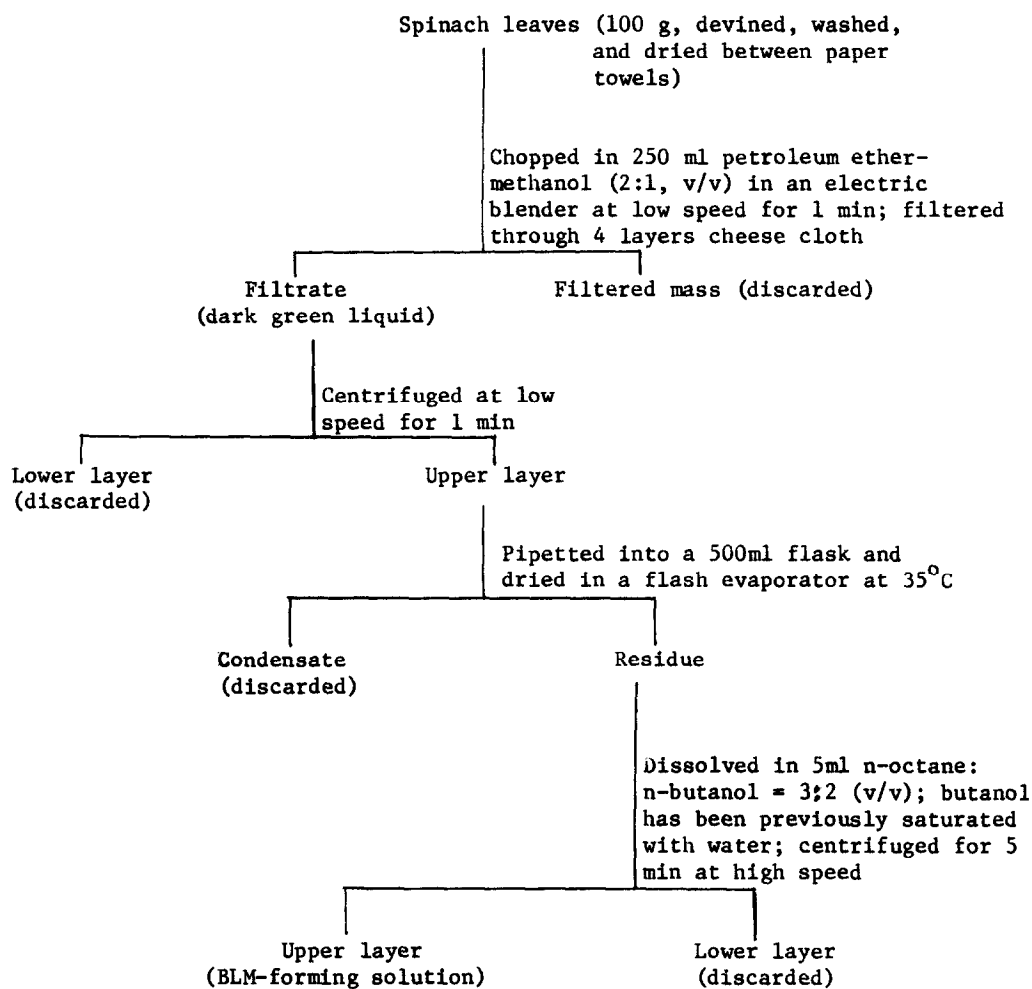 Spinach leaves (100 g, devined, washed,
and dried between paper
towels)
Chopped in 250 ml petroleum ether-
methanol (2:1, v/v) in an electric
blender at low speed for 1 min; filtered
through 4 layers cheese cloth
Filtrate
(dark green liquid)
Filtered mass (discarded)
Centrifuged at low
speed for 1 min
Lower layer
(discarded)
Upper layer
Pipetted into a 500ml flask and
dried in a flash evaporator at 35°C
Condensate
(discarded)
Residue
Dissolved in 5ml n-octane:
n-butanol = 3:2 (v/v); butanol
has been previously saturated
with water; centrifuged for 5
min at high speed
Upper layer
(BLM-forming solution)
Lower layer
(discarded)